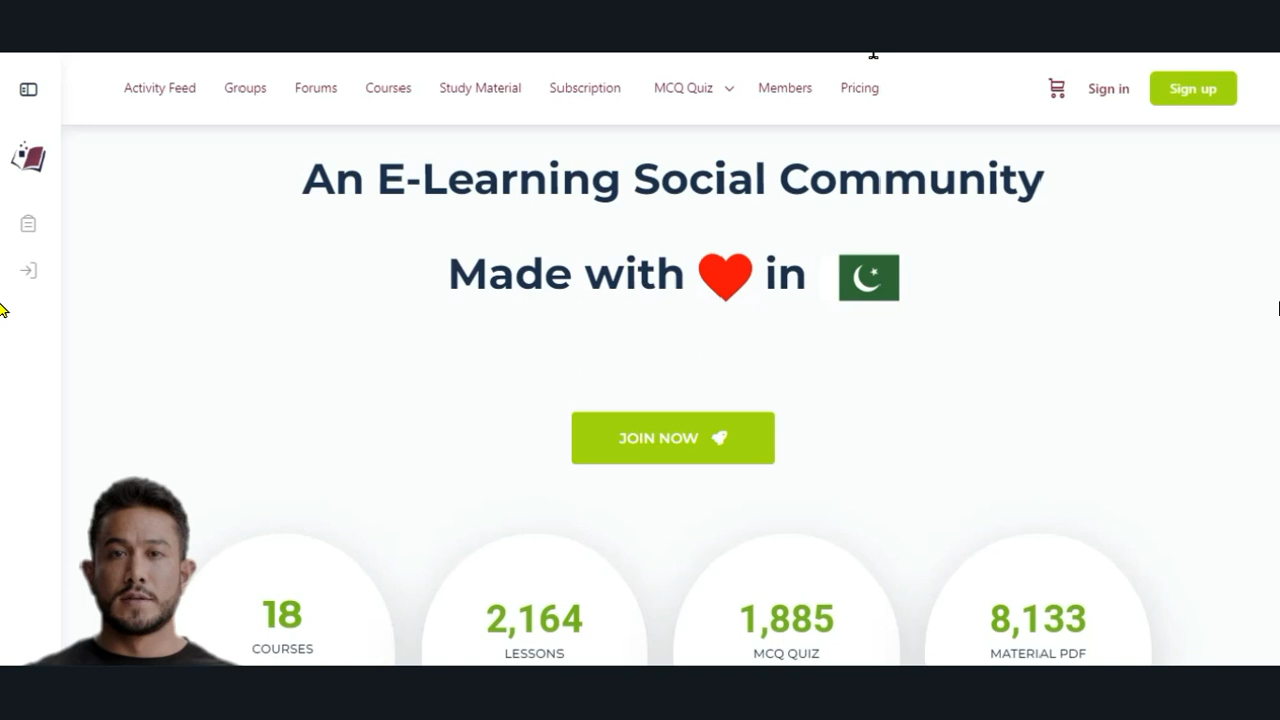 Activity Feed Groups Forums Courses Study Material Subscription MCQ Quiz Members Pricing Sign in Sign up
An E-Learning Social Community
Made with ❤ in
JOIN NOW
18 2,164 1,885 8,133
COURSES LESSONS MCQ QUIZ MATERIAL PDF